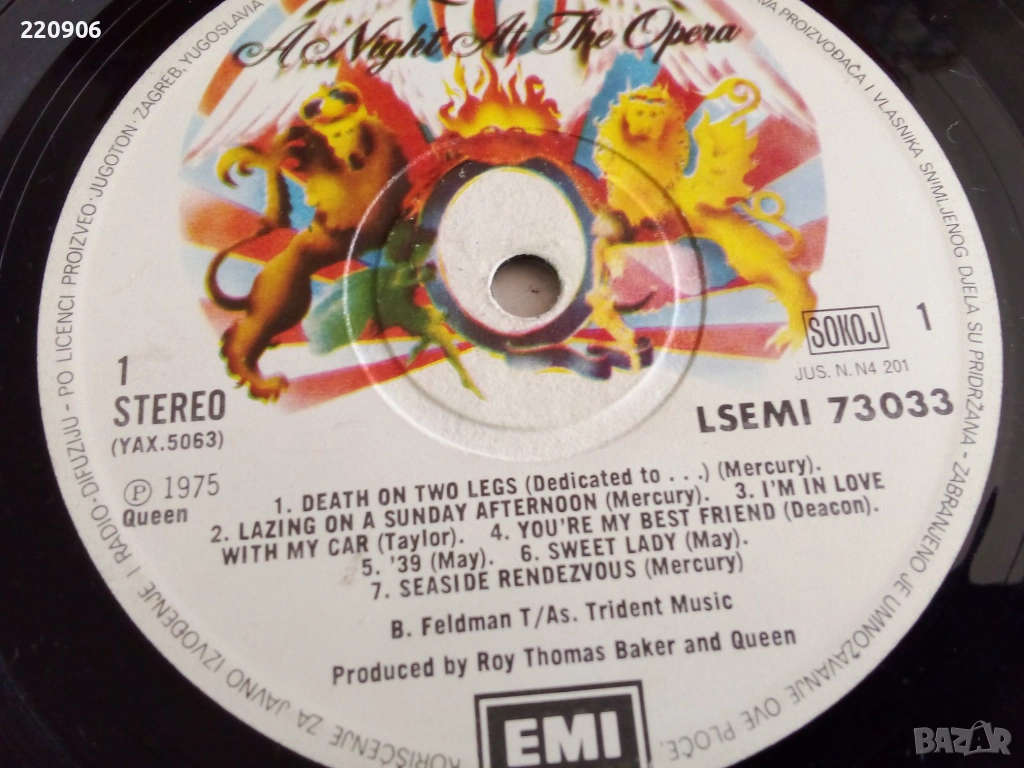 220906
A Night At The Opera
KORIŠĆENJE ZA JAVNO IZVOĐENJE I RADIO-DIFUZIJU - PO LICENCI PROIZVEO·JUGOTON·ZAGREB, YUGOSLAVIA
PROIZVOĐAČA I VLASNIKA SNIMLJENOG DJELA SU PRIDRŽANA - ZABRANJENO JE UMNOŽAVANJE OVE PLOČE.
SOKOJ
1
JUS. N. N4 201
1
STEREO
(YAX.5063)
LSEMI 73033
Ⓟ 1975
Queen
1. DEATH ON TWO LEGS (Dedicated to . . .) (Mercury).
2. LAZING ON A SUNDAY AFTERNOON (Mercury). 3. I'M IN LOVE
WITH MY CAR (Taylor). 4. YOU'RE MY BEST FRIEND (Deacon).
5. '39 (May). 6. SWEET LADY (May).
7. SEASIDE RENDEZVOUS (Mercury)
B. Feldman T/As. Trident Music
Produced by Roy Thomas Baker and Queen
EMI
BAZAR